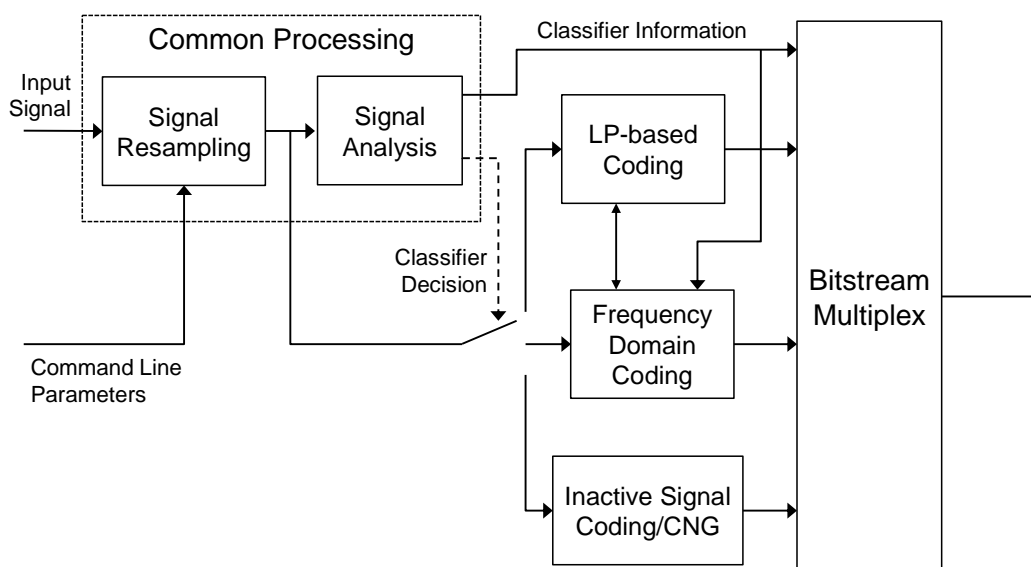 Common Processing
Classifier Information
Input
Signal
Signal
Resampling
Signal
Analysis
LP-based
Coding
Classifier
Decision
Bitstream
Multiplex
Frequency
Domain
Coding
Command Line
Parameters
Inactive Signal
Coding/CNG